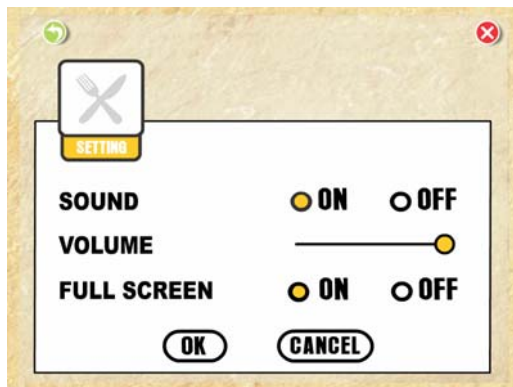 SETTING
SOUND ON OFF
VOLUME
FULL SCREEN ON OFF
OK CANCEL